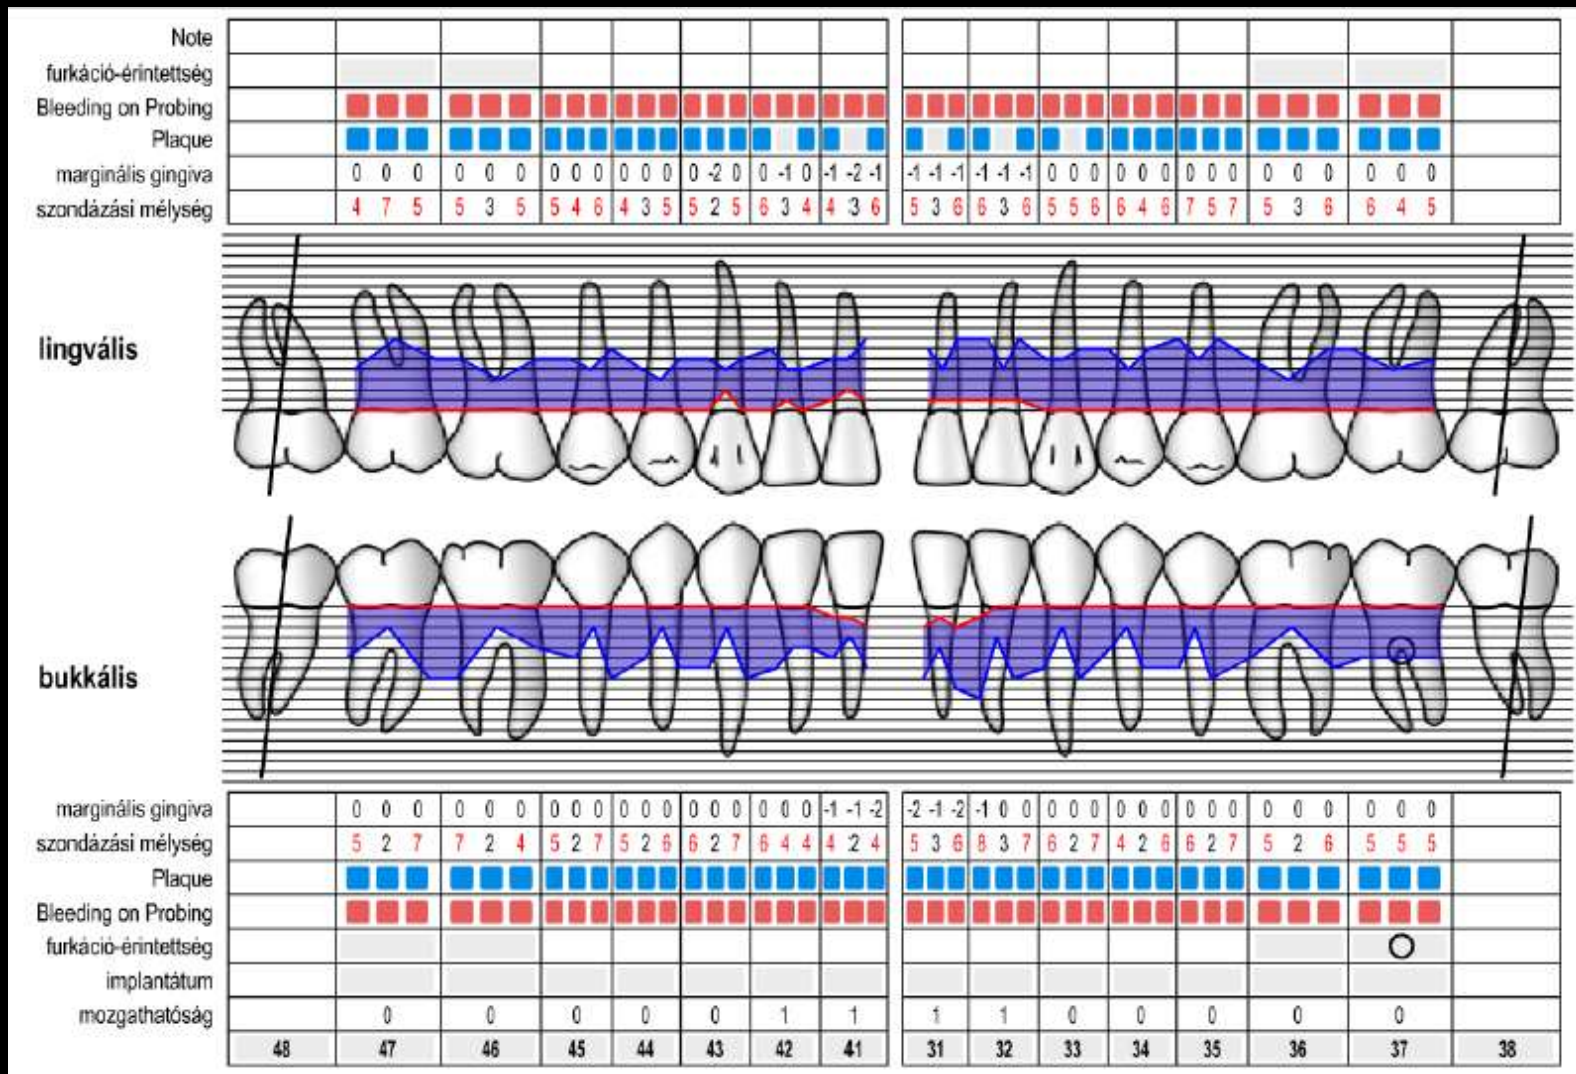 Note
furkáció-érintettség
Bleeding on Probing
Plaque
marginális gingiva 0 0 0 0 0 0 0 0 0 0 0 0 0 -2 0 0 -1 0 -1 -2 -1 -1 -1 -1 -1 -1 -1 0 0 0 0 0 0 0 0 0 0 0 0 0 0 0
szondázási mélység 4 7 5 5 3 5 5 4 6 4 3 5 5 2 5 6 3 4 4 3 6 5 3 6 6 3 6 5 5 6 6 4 6 7 5 7 5 3 6 6 4 5
lingvális
bukkális
marginális gingiva 0 0 0 0 0 0 0 0 0 0 0 0 0 0 0 0 0 0 -1 -1 -2 -2 -1 -2 -1 0 0 0 0 0 0 0 0 0 0 0 0 0 0 0 0 0
szondázási mélység 5 2 7 7 2 4 5 2 7 5 2 6 6 2 7 6 4 4 4 2 4 5 3 6 8 3 7 6 2 7 4 2 6 6 2 7 5 2 6 5 5 5
Plaque
Bleeding on Probing
furkáció-érintettség
implantátum
mozgathatóság 0 0 0 0 0 1 1 1 1 0 0 0 0 0
48 47 46 45 44 43 42 41 31 32 33 34 35 36 37 38